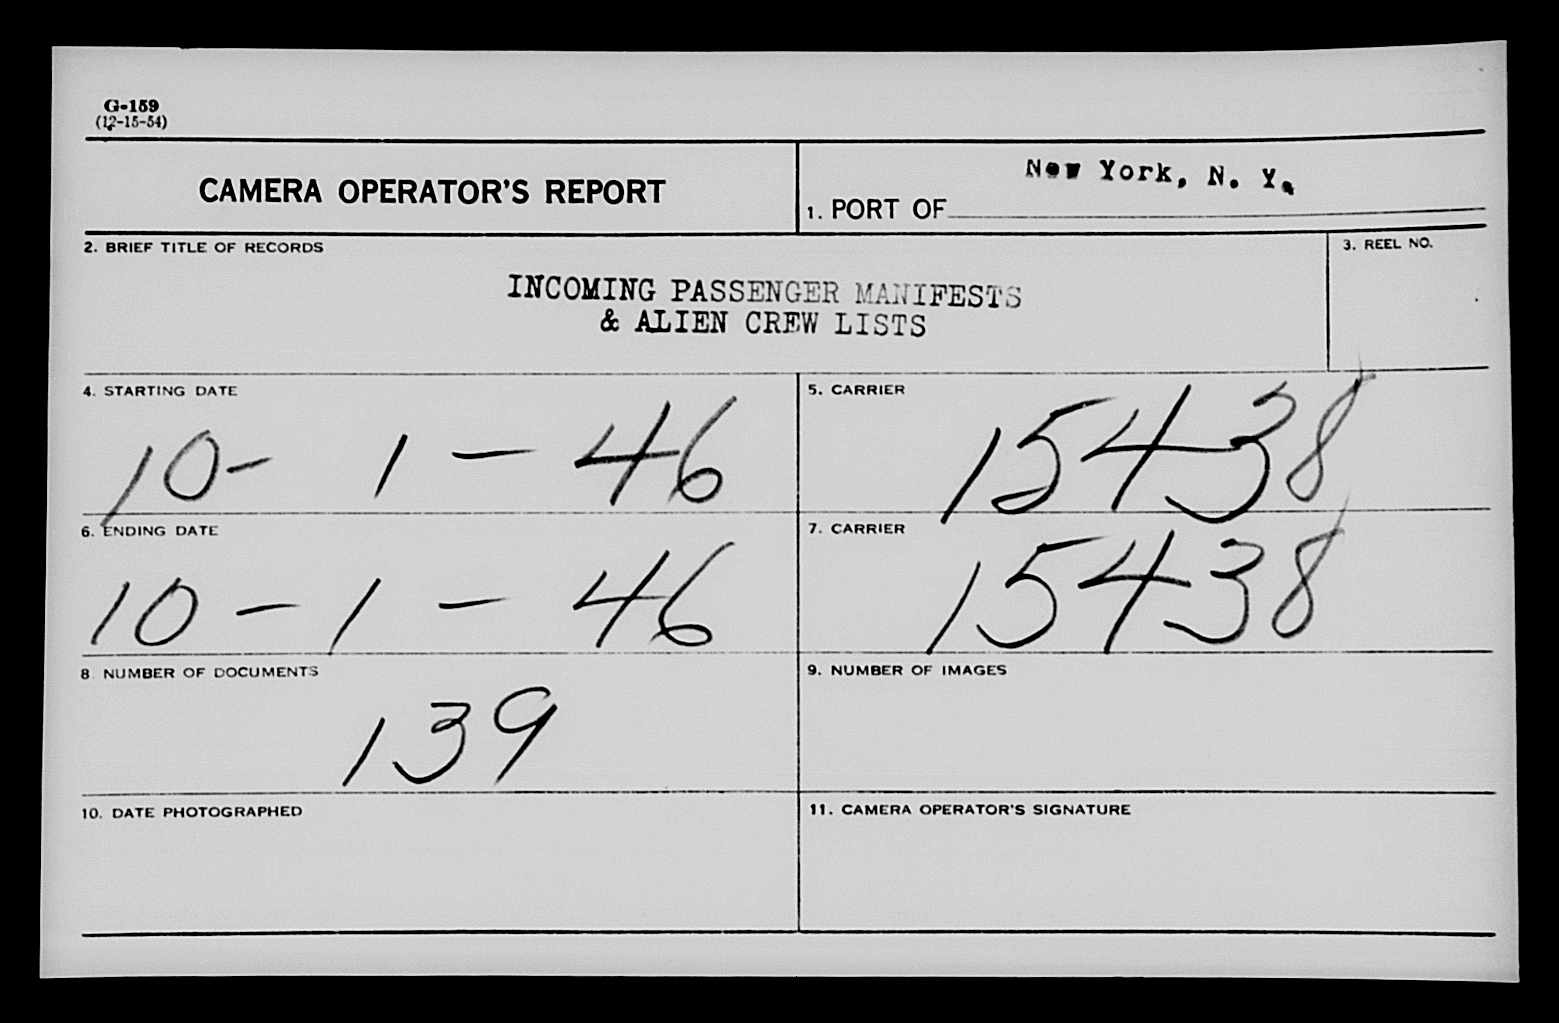 G-159
(12-15-54)
CAMERA OPERATOR'S REPORT
New York, N. Y.
1. PORT OF
2. BRIEF TITLE OF RECORDS
3. REEL NO.
INCOMING PASSENGER MANIFESTS
& ALIEN CREW LISTS
4. STARTING DATE
5. CARRIER
10- 1 - 46
15438
6. ENDING DATE
7. CARRIER
10 - 1 - 46
15438
8 NUMBER OF DOCUMENTS
9. NUMBER OF IMAGES
139
10. DATE PHOTOGRAPHED
11. CAMERA OPERATOR'S SIGNATURE